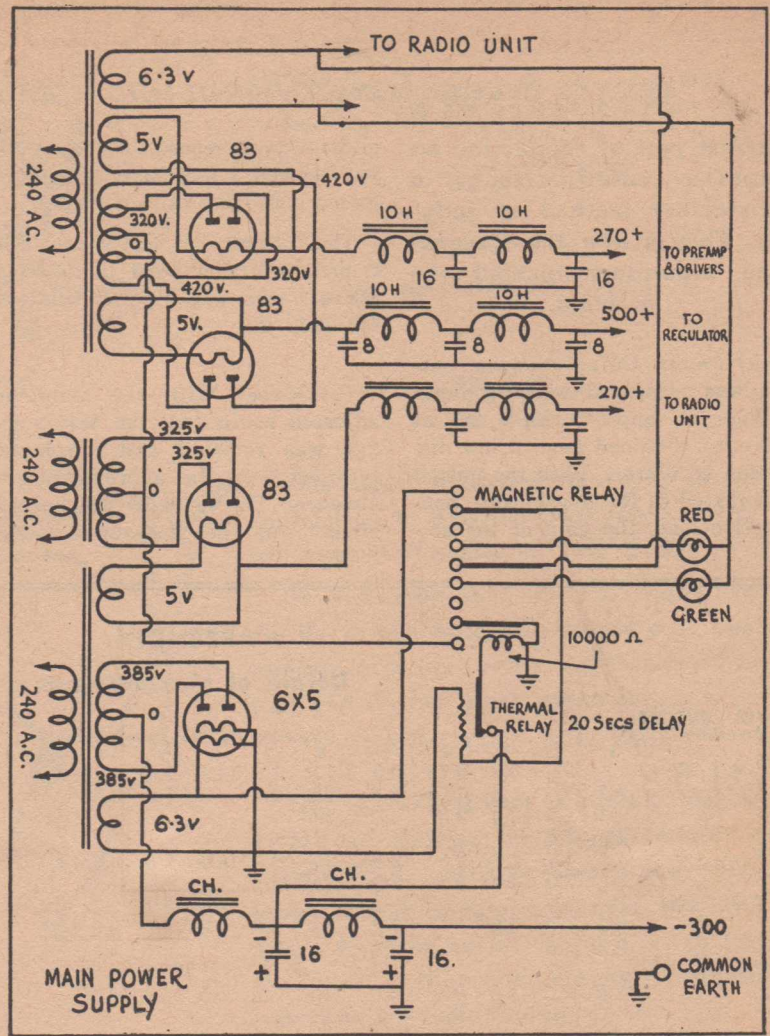 TO RADIO UNIT
6.3 V
5V
83
420V
240 A.C.
320V.
0
320V
420V.
10 H
10 H
270+
16
16
TO PREAMP
& DRIVERS
83
5V.
10H
10H
500+
8
8
8
TO
REGULATOR
270+
TO RADIO
UNIT
325V
325V
240 A.C.
0
83
5V
MAGNETIC RELAY
RED
GREEN
10000 Ω
385V
240 A.C.
0
6X5
385V
THERMAL
RELAY
20 SECS DELAY
6.3V
CH.
CH.
-
-
-300
+
16
+
16.
MAIN POWER
SUPPLY
COMMON
EARTH